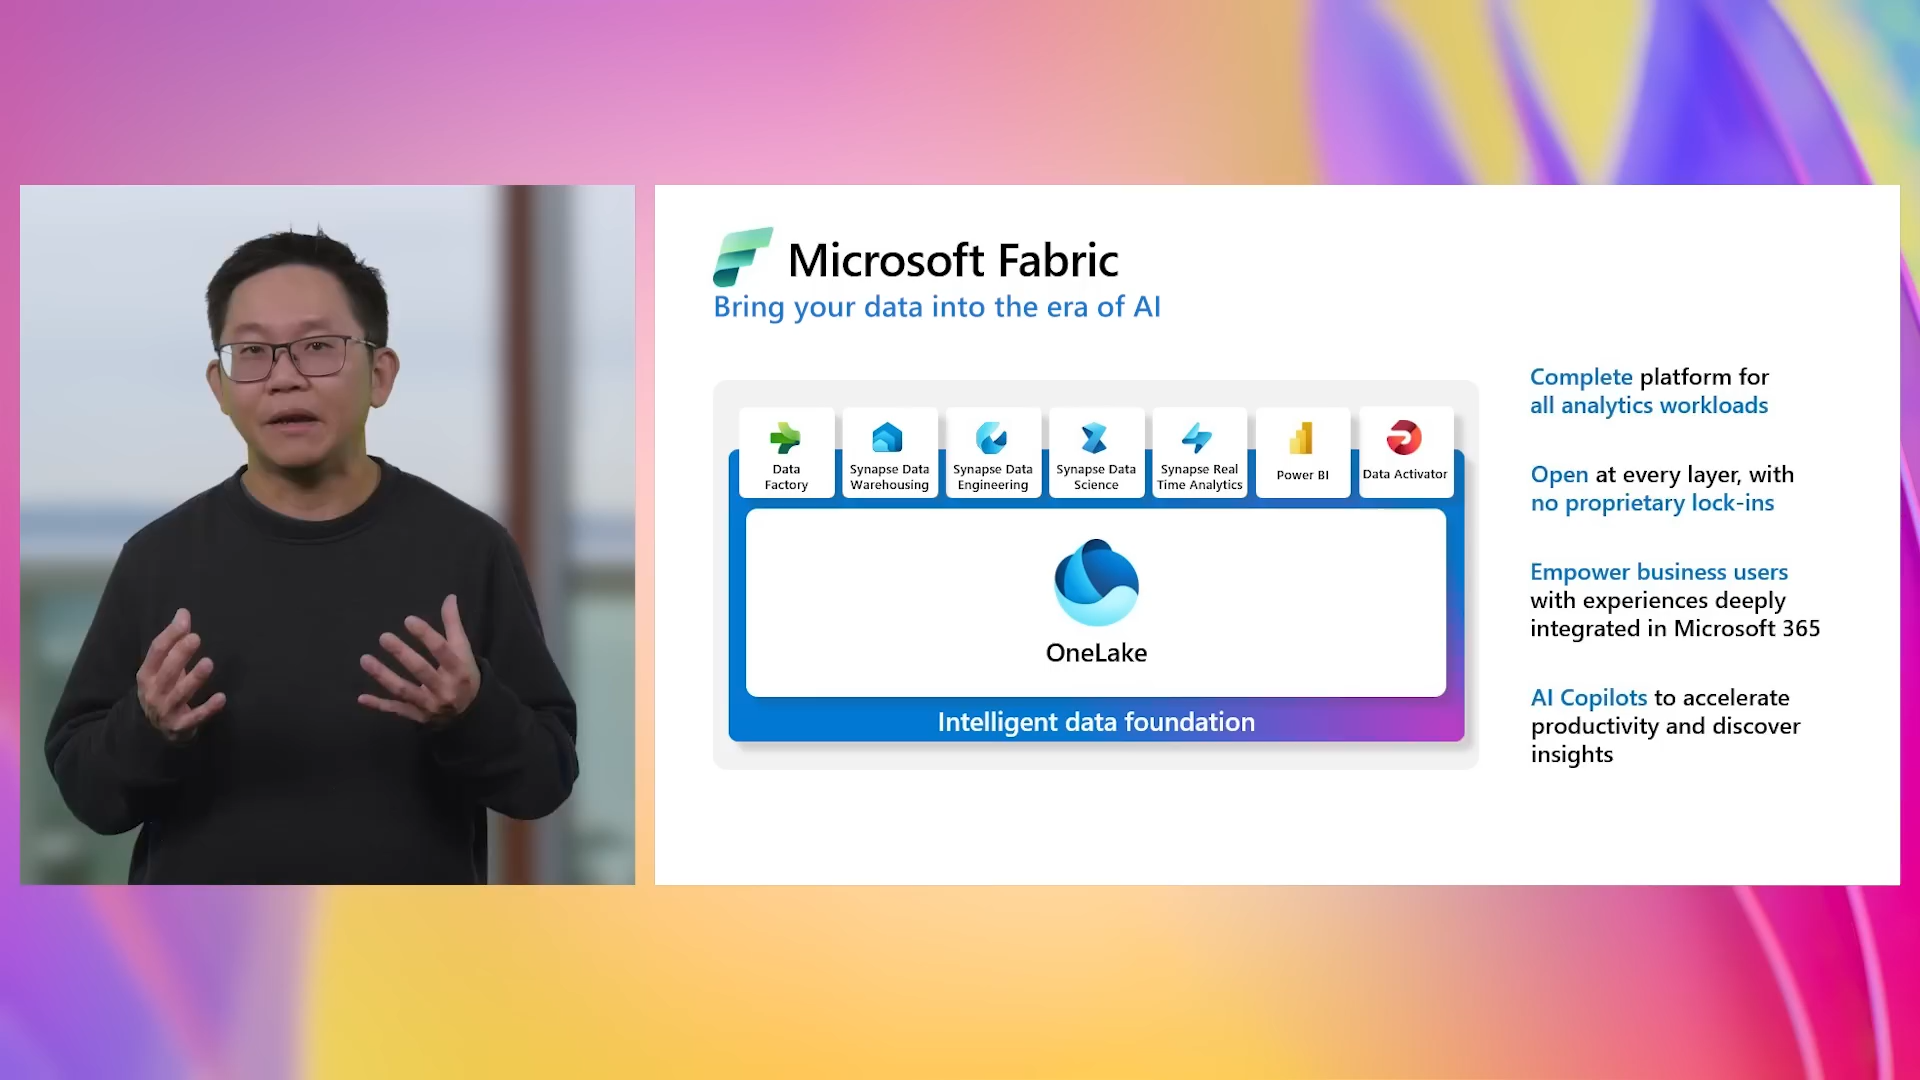 Microsoft Fabric
Bring your data into the era of AI
Data
Factory
Synapse Data
Warehousing
Synapse Data
Engineering
Synapse Data
Science
Synapse Real
Time Analytics
Power BI
Data Activator
OneLake
Intelligent data foundation
Complete platform for
all analytics workloads
Open at every layer, with
no proprietary lock-ins
Empower business users
with experiences deeply
integrated in Microsoft 365
AI Copilots to accelerate
productivity and discover
insights